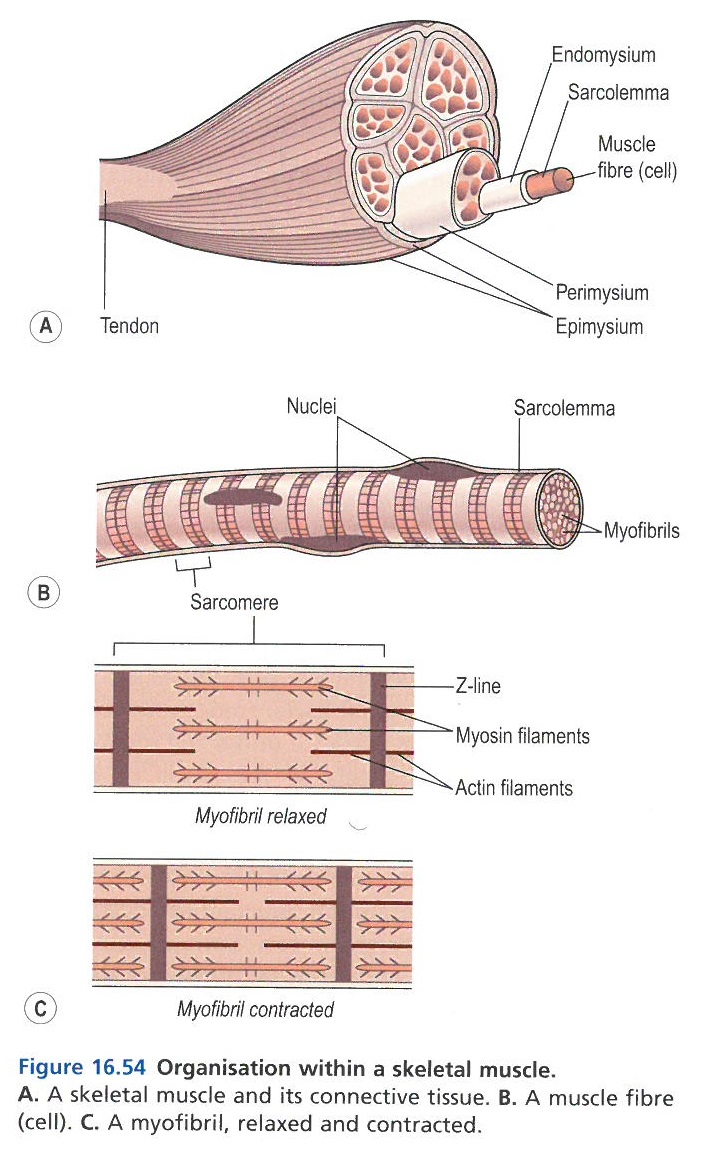 Endomysium
Sarcolemma
Muscle
fibre (cell)
Perimysium
Epimysium
A
Tendon
Nuclei
Sarcolemma
Myofibrils
B
Sarcomere
Z-line
Myosin filaments
Actin filaments
Myofibril relaxed
C
Myofibril contracted
Figure 16.54 Organisation within a skeletal muscle.
A. A skeletal muscle and its connective tissue. B. A muscle fibre
(cell). C. A myofibril, relaxed and contracted.